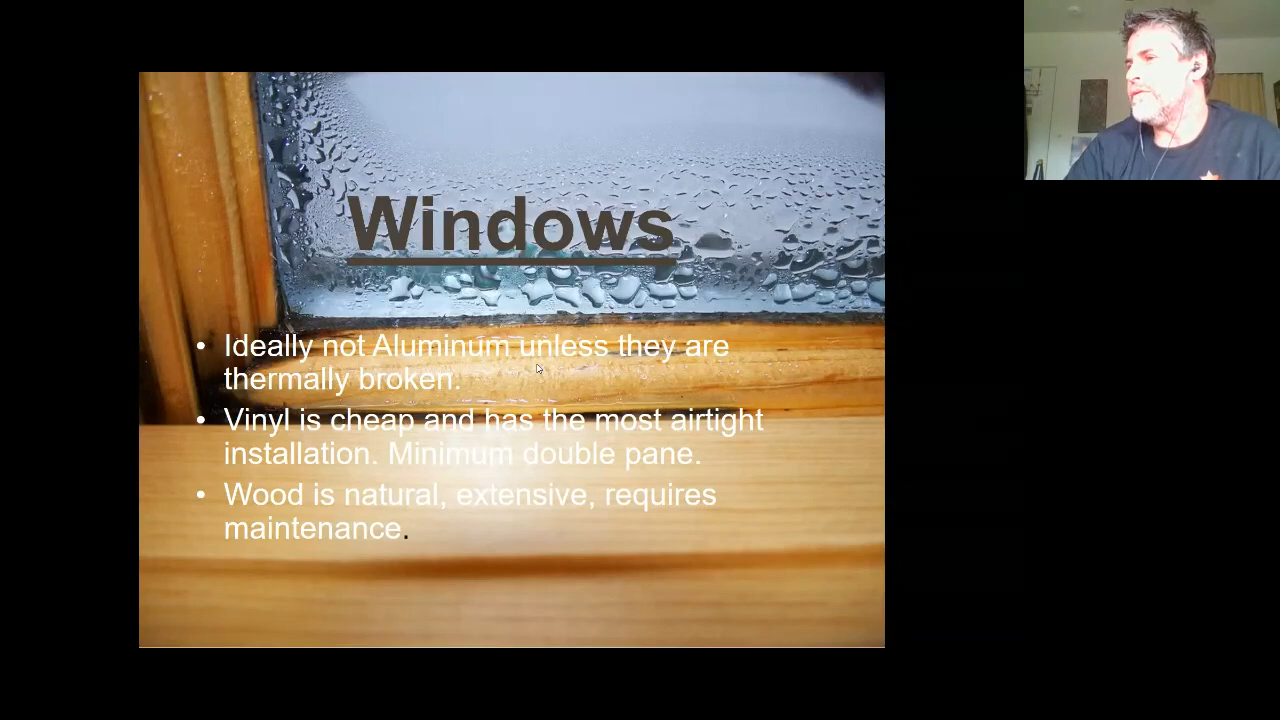 Windows
• Ideally not Aluminum unless they are
thermally broken.
• Vinyl is cheap and has the most airtight
installation. Minimum double pane.
• Wood is natural, extensive, requires
maintenance.